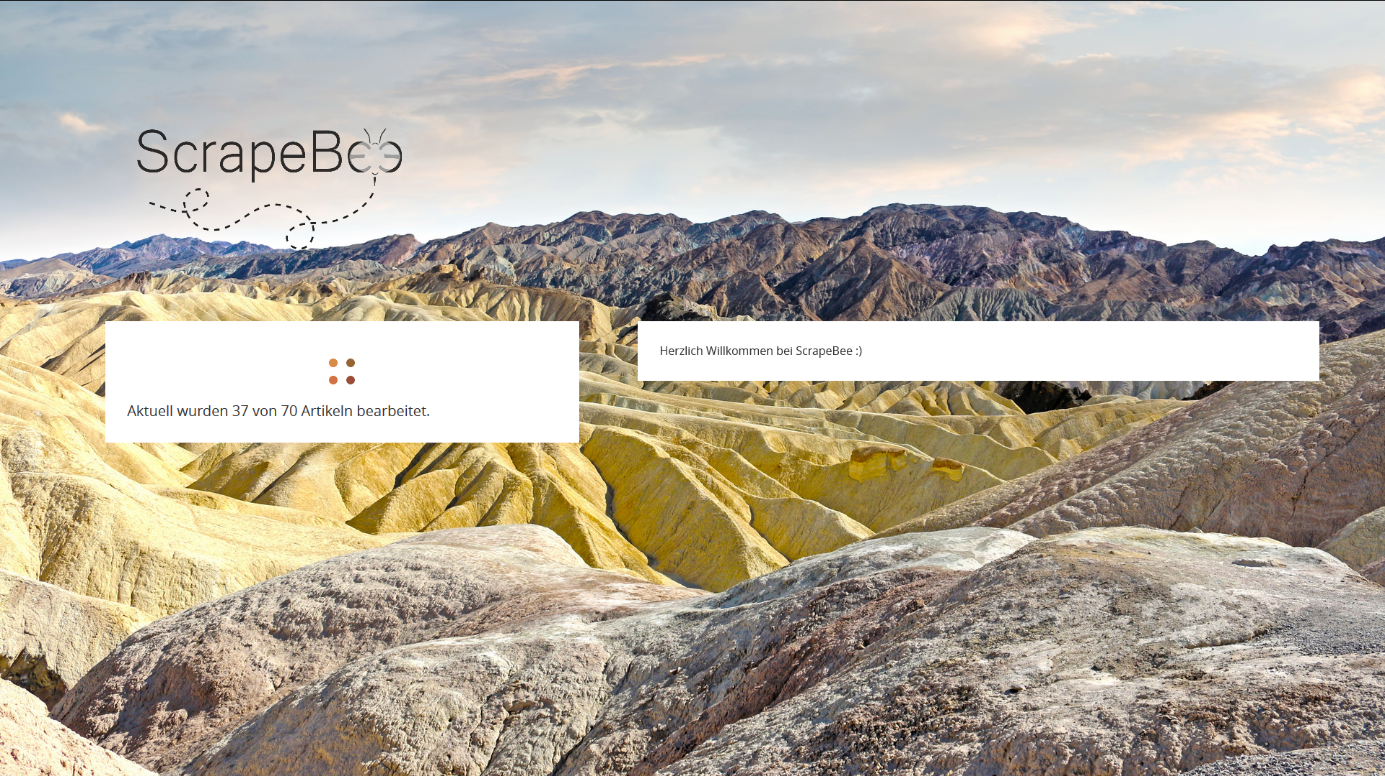 ScrapeBee
Aktuell wurden 37 von 70 Artikeln bearbeitet.
Herzlich Willkommen bei ScrapeBee :)